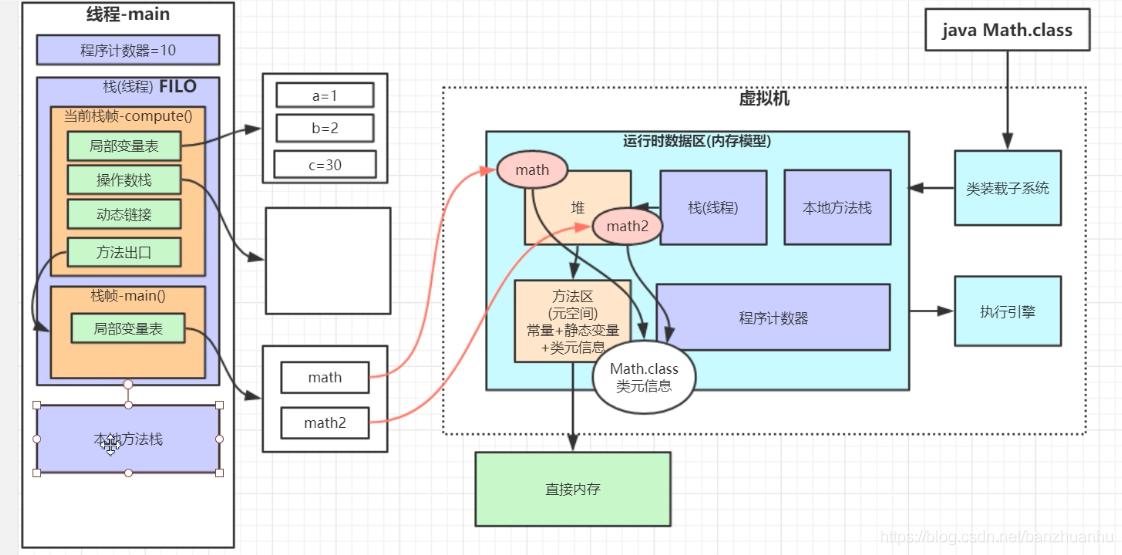 线程-main
程序计数器=10
栈(线程) FILO
当前栈帧-compute()
局部变量表
操作数栈
动态链接
方法出口
栈帧-main()
局部变量表
本地方法栈
a=1
b=2
c=30
math
math2
java Math.class
虚拟机
运行时数据区(内存模型)
math
堆
math2
栈(线程)
本地方法栈
类装载子系统
方法区
(元空间)
常量+静态变量
+类元信息
程序计数器
执行引擎
Math.class
类元信息
直接内存
https://blog.csdn.net/banzhuanhu